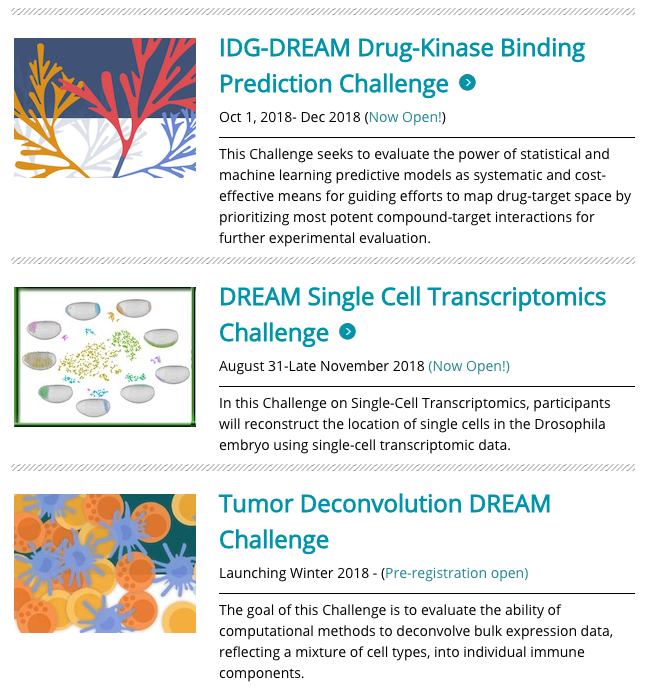 IDG-DREAM Drug-Kinase Binding
Prediction Challenge
Oct 1, 2018- Dec 2018 (Now Open!)
This Challenge seeks to evaluate the power of statistical and
machine learning predictive models as systematic and cost-
effective means for guiding efforts to map drug-target space by
prioritizing most potent compound-target interactions for
further experimental evaluation.
DREAM Single Cell Transcriptomics
Challenge
August 31-Late November 2018 (Now Open!)
In this Challenge on Single-Cell Transcriptomics, participants
will reconstruct the location of single cells in the Drosophila
embryo using single-cell transcriptomic data.
Tumor Deconvolution DREAM
Challenge
Launching Winter 2018 - (Pre-registration open)
The goal of this Challenge is to evaluate the ability of
computational methods to deconvolve bulk expression data,
reflecting a mixture of cell types, into individual immune
components.